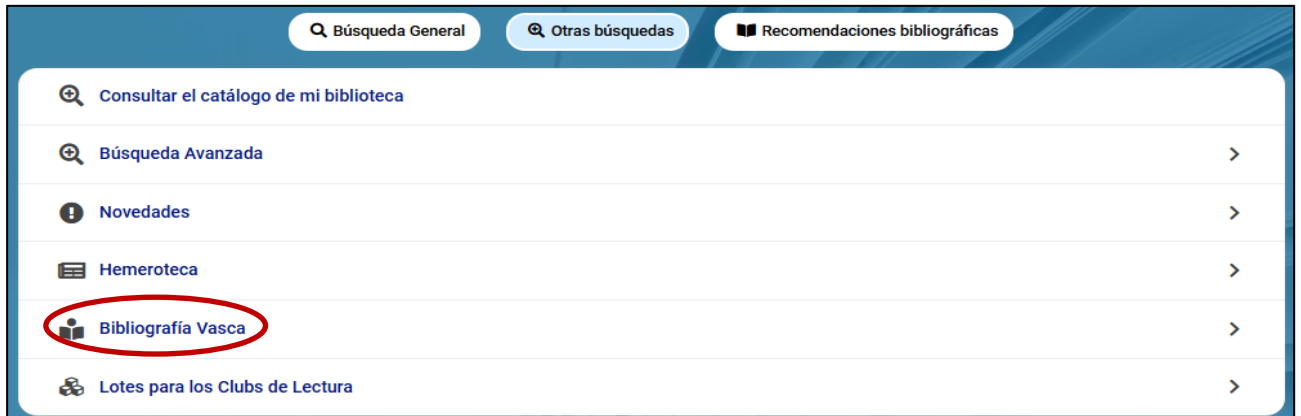 Búsqueda General
Otras búsquedas
Recomendaciones bibliográficas
Consultar el catálogo de mi biblioteca
Búsqueda Avanzada
Novedades
Hemeroteca
Bibliografía Vasca
Lotes para los Clubs de Lectura